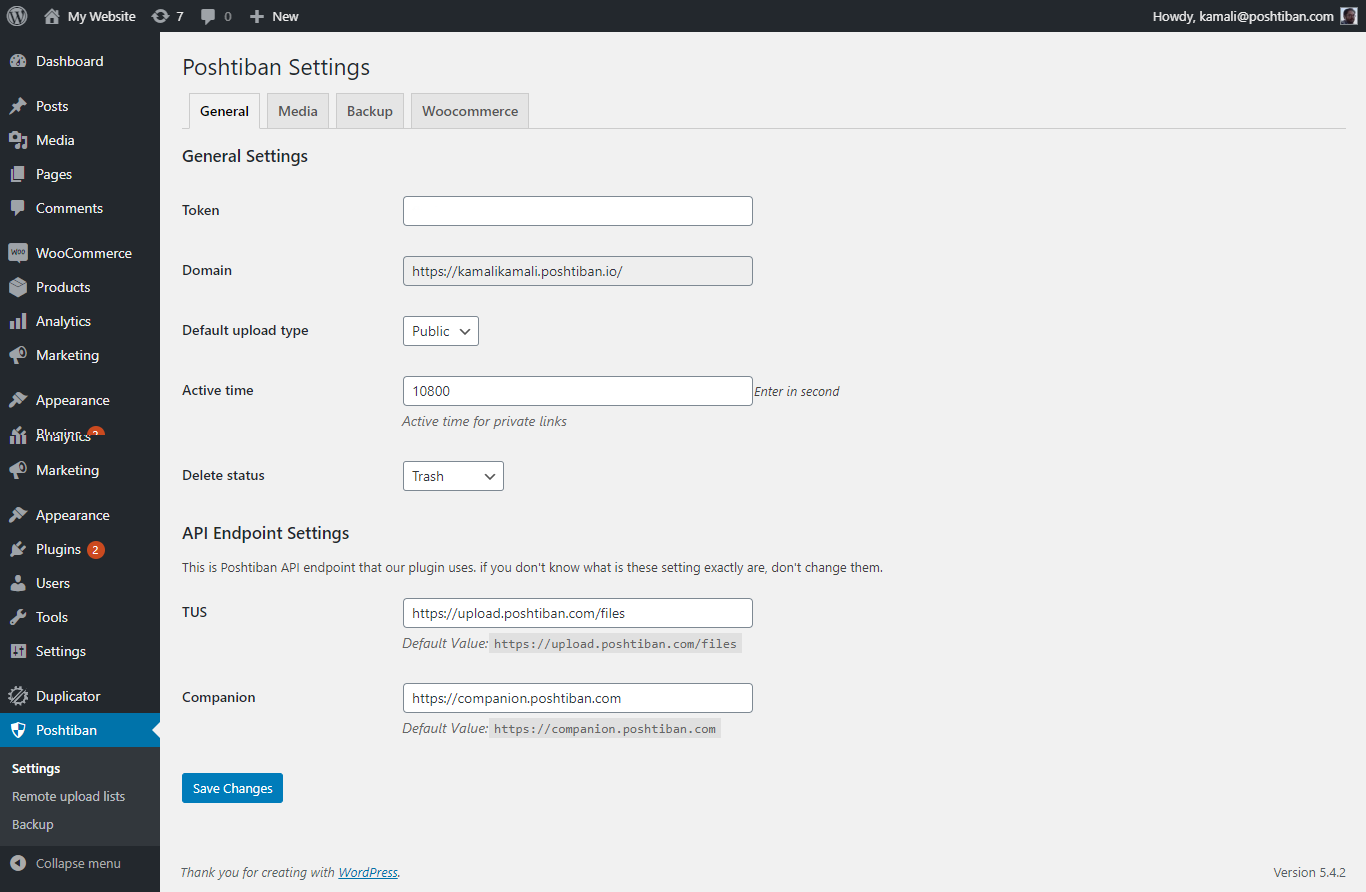 My Website 7 0 New Howdy, kamali@poshtiban.com
Dashboard
Posts
Media
Pages
Comments
WOO WooCommerce
Products
Analytics
Marketing
Appearance
Plugins 2
Analytics
Marketing
Appearance
Plugins 2
Users
Tools
Settings
Duplicator
Poshtiban
Settings
Remote upload lists
Backup
Collapse menu
Poshtiban Settings
General Media Backup Woocommerce
General Settings
Token
Domain https://kamalikamali.poshtiban.io/
Default upload type Public
Active time 10800 Enter in second
Active time for private links
Delete status Trash
API Endpoint Settings
This is Poshtiban API endpoint that our plugin uses. if you don't know what is these setting exactly are, don't change them.
TUS https://upload.poshtiban.com/files
Default Value: https://upload.poshtiban.com/files
Companion https://companion.poshtiban.com
Default Value: https://companion.poshtiban.com
Save Changes
Thank you for creating with WordPress. Version 5.4.2